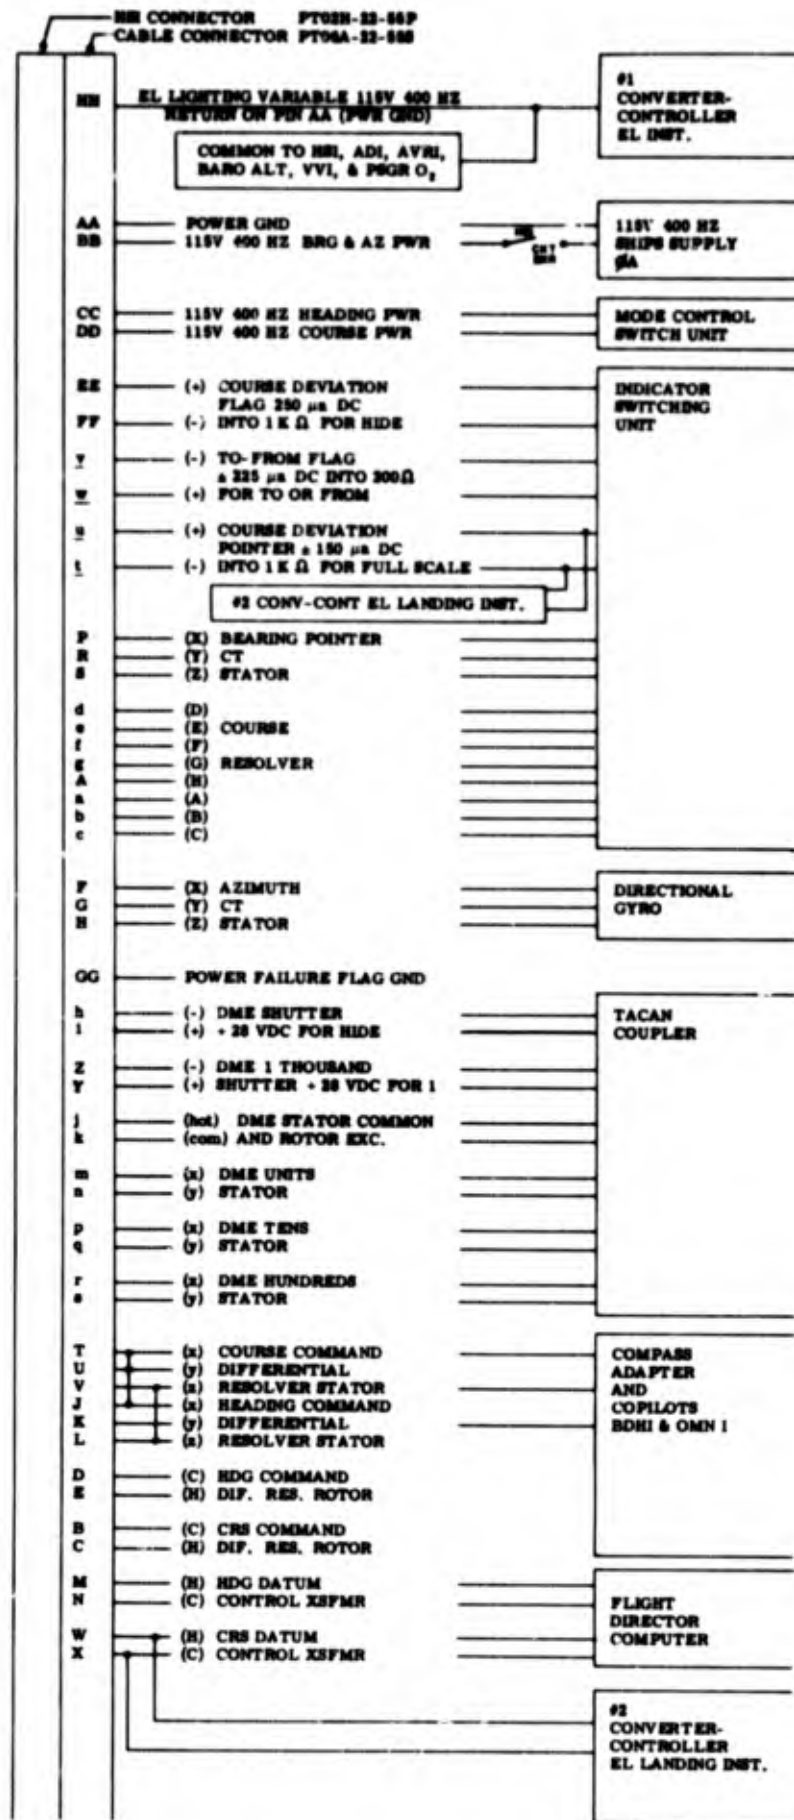 HSI CONNECTOR PT02H-22-55P
CABLE CONNECTOR PT06A-22-55S
HH EL LIGHTING VARIABLE 115V 400 HZ
RETURN ON PIN AA (PWR GND)
#1
CONVERTER-
CONTROLLER
EL INST.
COMMON TO HSI, ADI, AVRI,
BARO ALT, VVI, & PSGR O₂
AA POWER GND
BB 115V 400 HZ BRG & AZ PWR
CKT
BKR
115V 400 HZ
SHIPS SUPPLY
ØA
CC 115V 400 HZ HEADING PWR
DD 115V 400 HZ COURSE PWR
MODE CONTROL
SWITCH UNIT
EE (+) COURSE DEVIATION
FLAG 250 μa DC
FF (-) INTO 1 K Ω FOR HIDE
INDICATOR
SWITCHING
UNIT
v (-) TO-FROM FLAG
± 225 μa DC INTO 200Ω
w (+) FOR TO OR FROM
u (+) COURSE DEVIATION
POINTER ± 150 μa DC
t (-) INTO 1 K Ω FOR FULL SCALE
#2 CONV-CONT EL LANDING INST.
P (X) BEARING POINTER
R (Y) CT
S (Z) STATOR
d (D)
e (E) COURSE
f (F)
g (G) RESOLVER
A (H)
a (A)
b (B)
c (C)
F (X) AZIMUTH
G (Y) CT
H (Z) STATOR
DIRECTIONAL
GYRO
GG POWER FAILURE FLAG GND
h (-) DME SHUTTER
i (+) + 28 VDC FOR HIDE
TACAN
COUPLER
Z (-) DME 1 THOUSAND
Y (+) SHUTTER + 28 VDC FOR 1
j (hot) DME STATOR COMMON
k (com) AND ROTOR EXC.
m (x) DME UNITS
n (y) STATOR
p (x) DME TENS
q (y) STATOR
r (x) DME HUNDREDS
s (y) STATOR
T (x) COURSE COMMAND
U (y) DIFFERENTIAL
V (z) RESOLVER STATOR
J (x) HEADING COMMAND
K (y) DIFFERENTIAL
L (z) RESOLVER STATOR
COMPASS
ADAPTER
AND
COPILOTS
BDHI & OMN I
D (C) HDG COMMAND
E (H) DIF. RES. ROTOR
B (C) CRS COMMAND
C (H) DIF. RES. ROTOR
M (H) HDG DATUM
N (C) CONTROL XSFMR
W (H) CRS DATUM
X (C) CONTROL XSFMR
FLIGHT
DIRECTOR
COMPUTER
#2
CONVERTER-
CONTROLLER
EL LANDING INST.